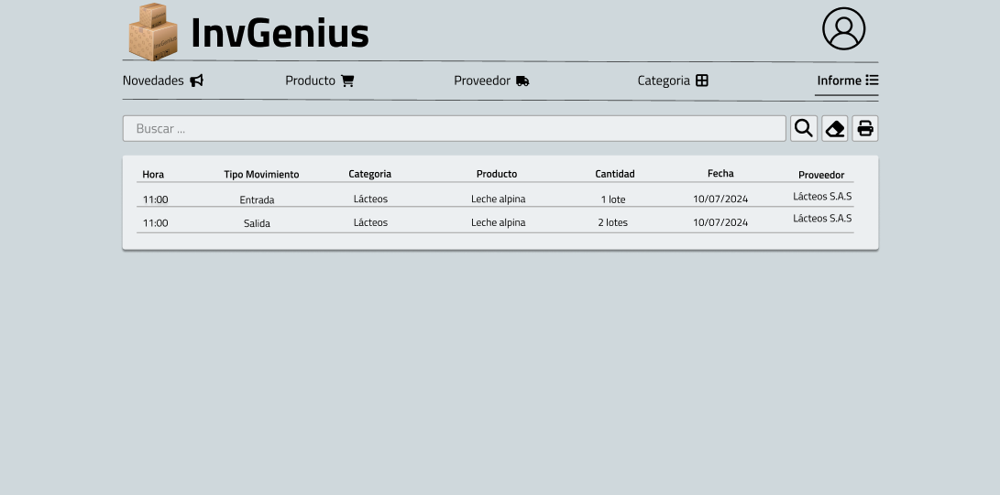 InvGenius
InvGenius
Novedades Producto Proveedor Categoria Informe
Buscar ...
Hora Tipo Movimiento Categoria Producto Cantidad Fecha Proveedor
11:00 Entrada Lácteos Leche alpina 1 lote 10/07/2024 Lácteos S.A.S
11:00 Salida Lácteos Leche alpina 2 lotes 10/07/2024 Lácteos S.A.S